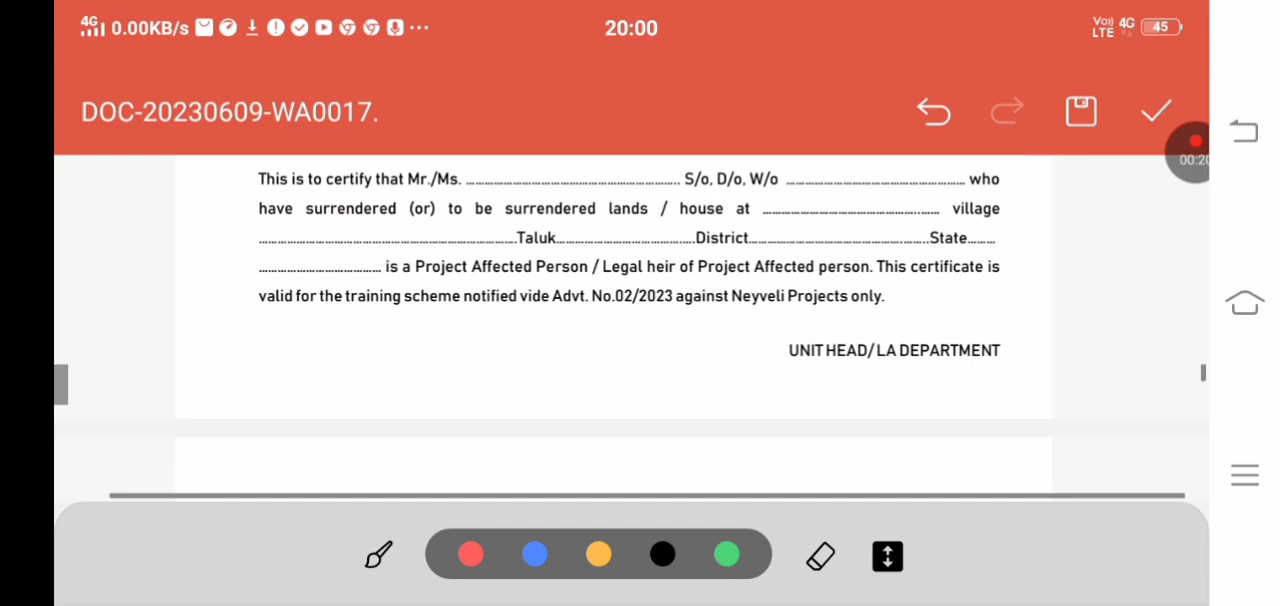 4G 0.00KB/s 20:00 Vo) LTE 4G 45
DOC-20230609-WA0017.
00:20
This is to certify that Mr./Ms. ................................................................ S/o, D/o, W/o ...................................................... who
have surrendered (or) to be surrendered lands / house at ..................................................... village
.............................................................................Taluk..........................................District......................................................State.........
..................................... is a Project Affected Person / Legal heir of Project Affected person. This certificate is
valid for the training scheme notified vide Advt. No.02/2023 against Neyveli Projects only.
UNIT HEAD/ LA DEPARTMENT